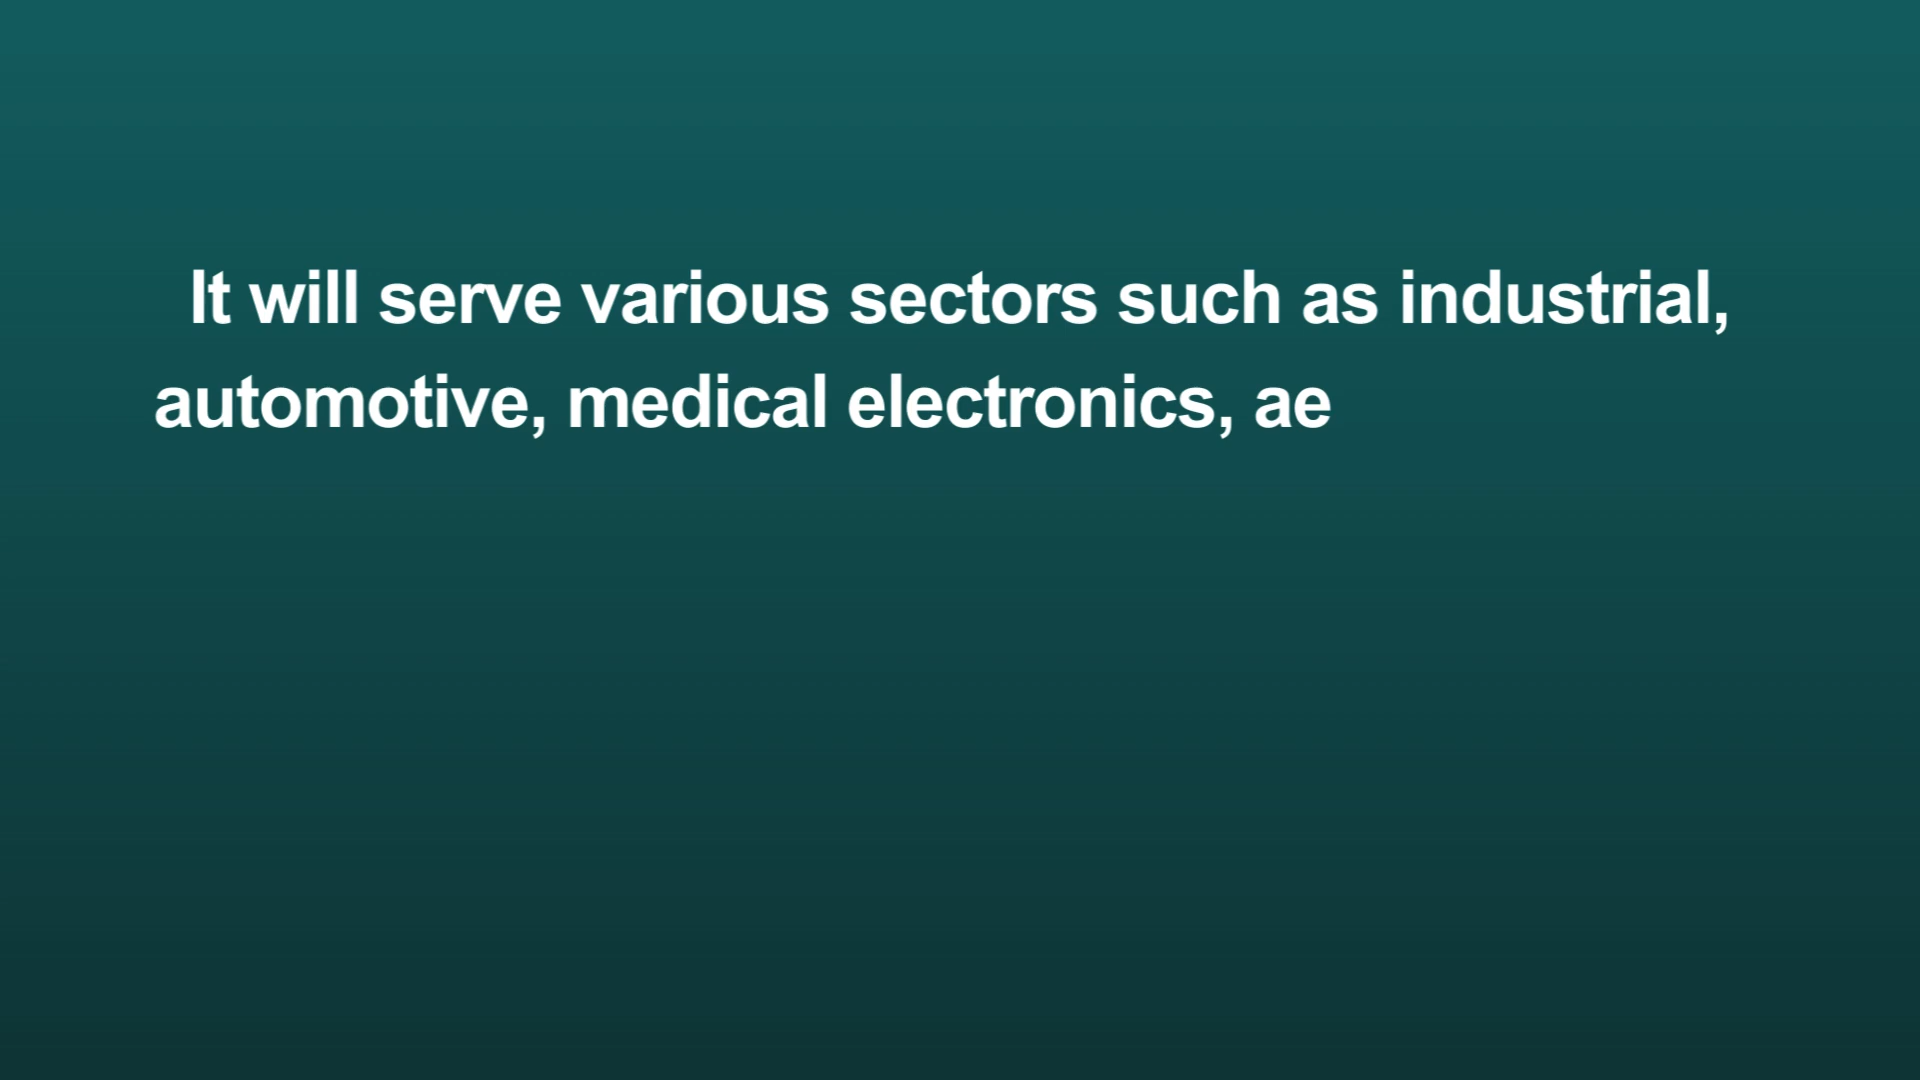 It will serve various sectors such as industrial,
automotive, medical electronics, ae